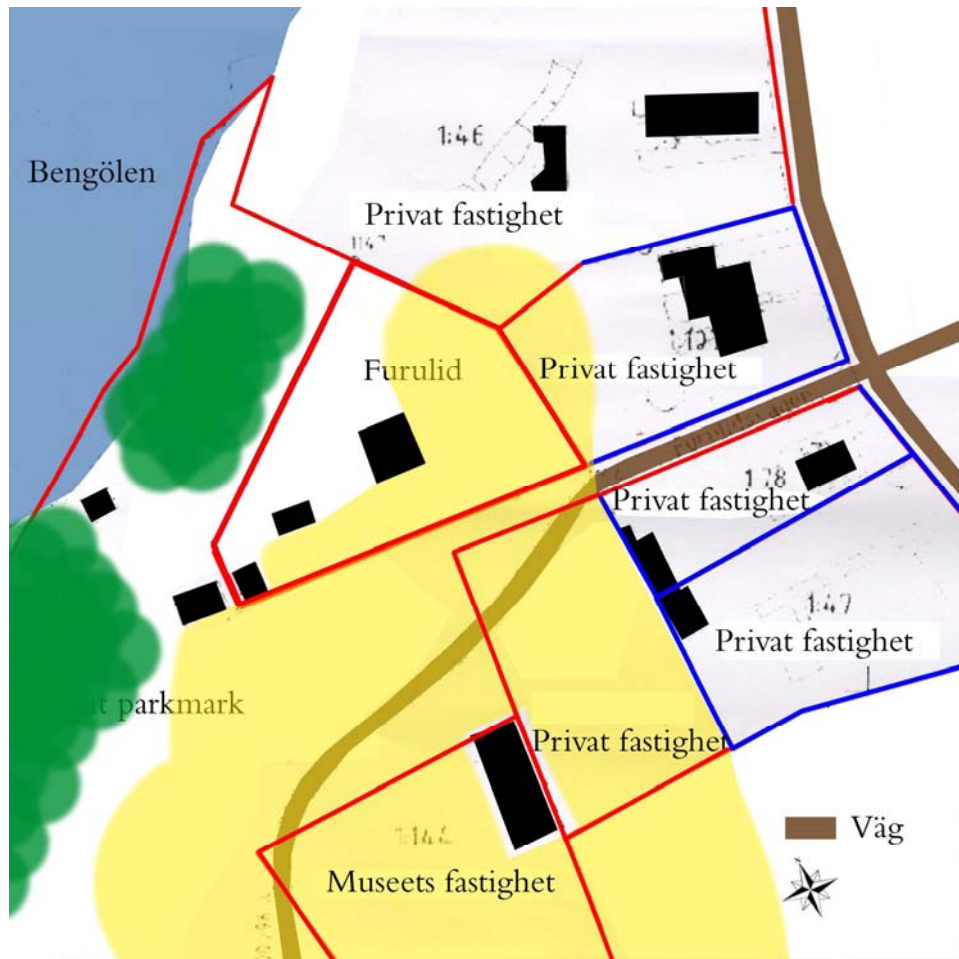 1:46
Bengölen
Privat fastighet
Furulid
Privat fastighet
1:78
Privat fastighet
1:47
Privat fastighet
parkmark
Privat fastighet
Väg
Museets fastighet